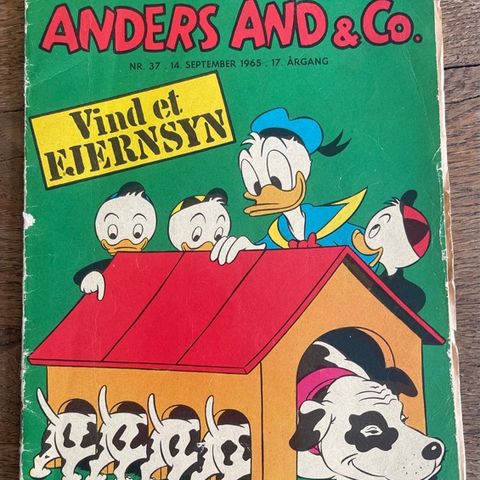 ANDERS AND & Co.
NR. 37 . 14. SEPTEMBER 1965 . 17. ÅRGANG
Vind et
FJERNSYN